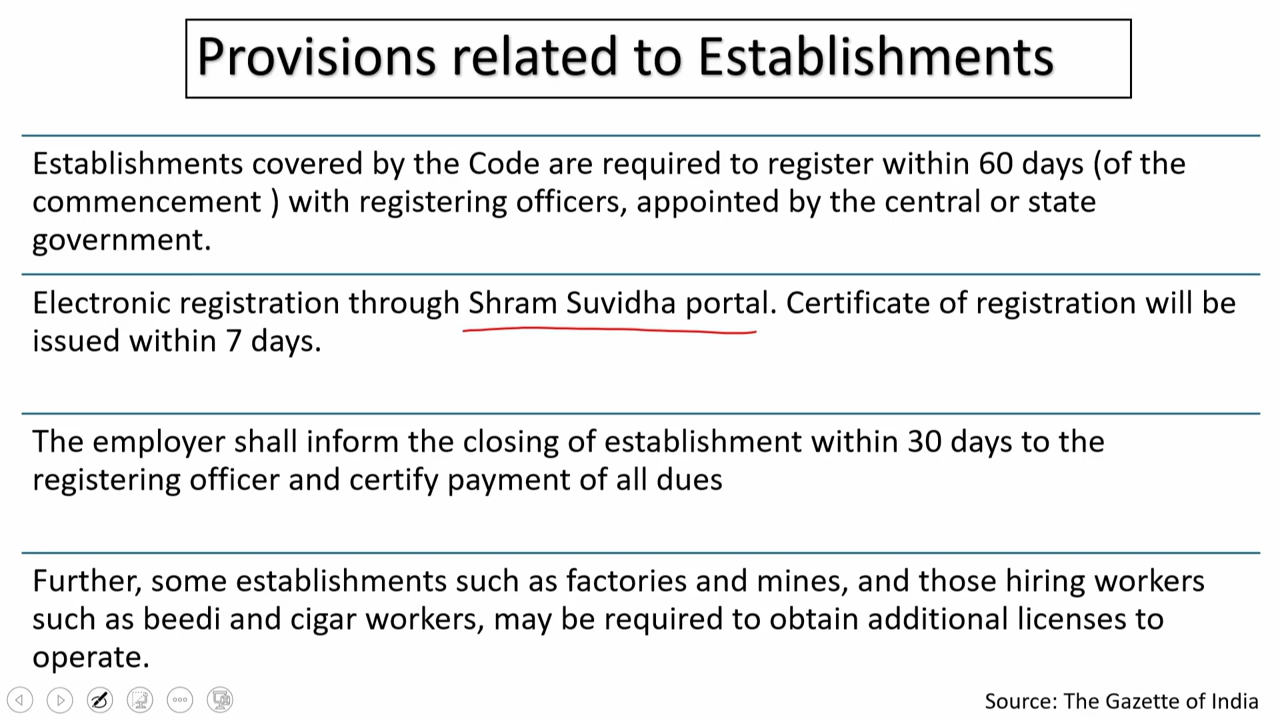 Provisions related to Establishments
Establishments covered by the Code are required to register within 60 days (of the
commencement ) with registering officers, appointed by the central or state
government.
Electronic registration through Shram Suvidha portal. Certificate of registration will be
issued within 7 days.
The employer shall inform the closing of establishment within 30 days to the
registering officer and certify payment of all dues
Further, some establishments such as factories and mines, and those hiring workers
such as beedi and cigar workers, may be required to obtain additional licenses to
operate.
Source: The Gazette of India